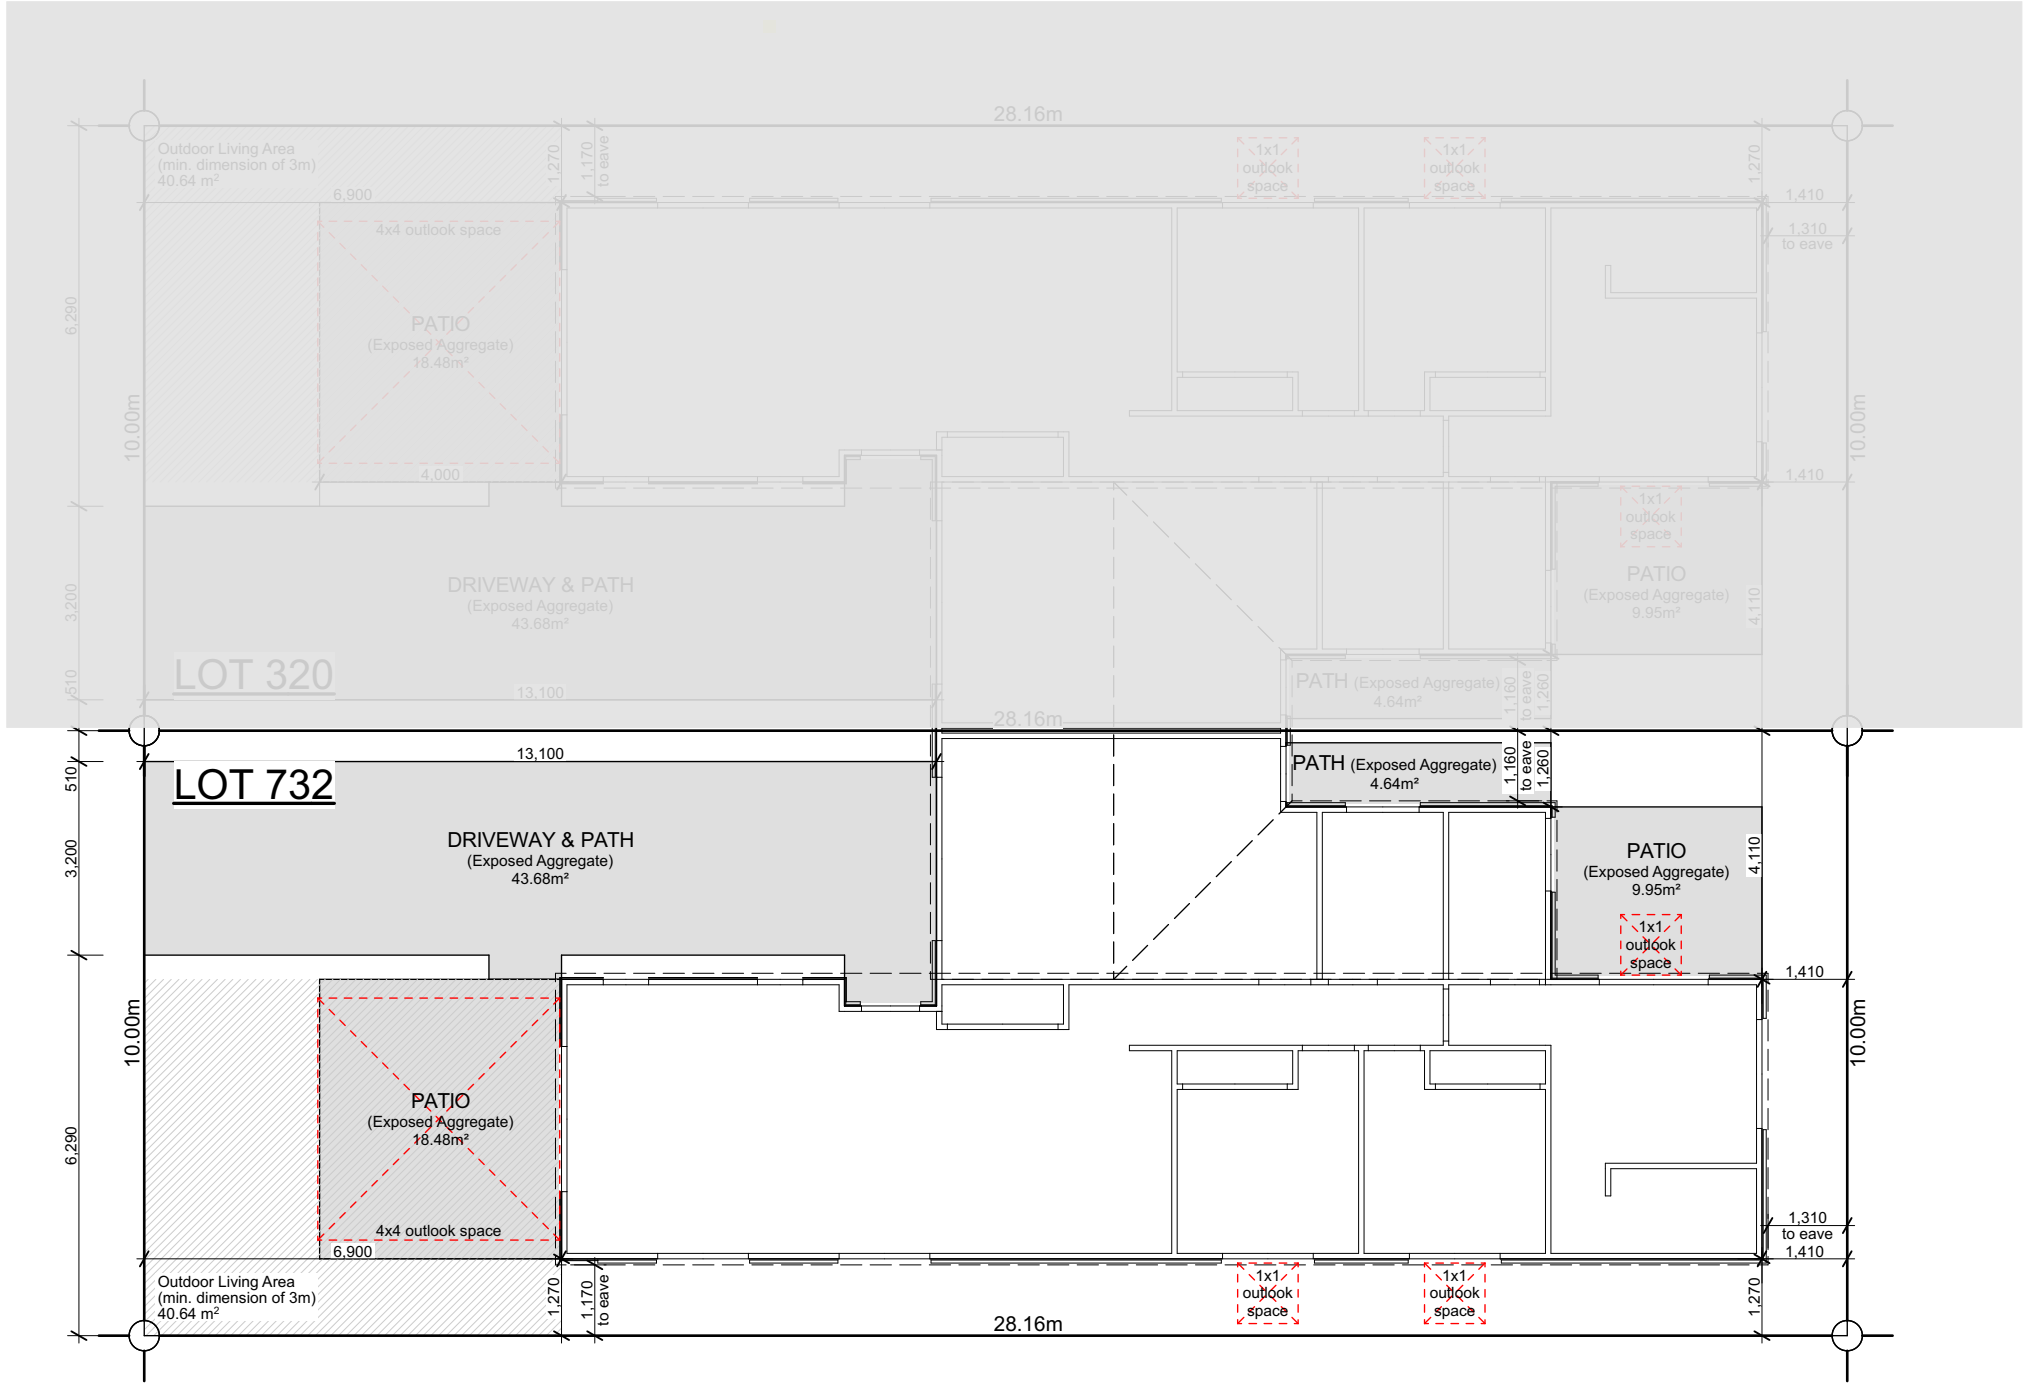 28.16m
Outdoor Living Area
(min. dimension of 3m)
40.64 m²
1,270
1,170
to eave
1x1
outlook
space
1x1
outlook
space
1,270
6,900
1,410
4x4 outlook space
1,310
to eave
6,290
PATIO
(Exposed Aggregate)
18.48m²
10.00m
10.00m
4,000
1,410
1x1
outlook
space
DRIVEWAY & PATH
(Exposed Aggregate)
43.68m²
3,200
PATIO
(Exposed Aggregate)
9.95m²
4,110
LOT 320
510
13,100
PATH (Exposed Aggregate)
4.64m²
1,160
to eave
1,260
28.16m
13,100
510
LOT 732
PATH (Exposed Aggregate)
4.64m²
1,160
to eave
1,260
DRIVEWAY & PATH
(Exposed Aggregate)
43.68m²
3,200
PATIO
(Exposed Aggregate)
9.95m²
4,110
1x1
outlook
space
1,410
10.00m
10.00m
PATIO
(Exposed Aggregate)
18.48m²
6,290
4x4 outlook space
1,310
to eave
6,900
1,410
Outdoor Living Area
(min. dimension of 3m)
40.64 m²
1,270
1,170
to eave
1x1
outlook
space
1x1
outlook
space
1,270
28.16m